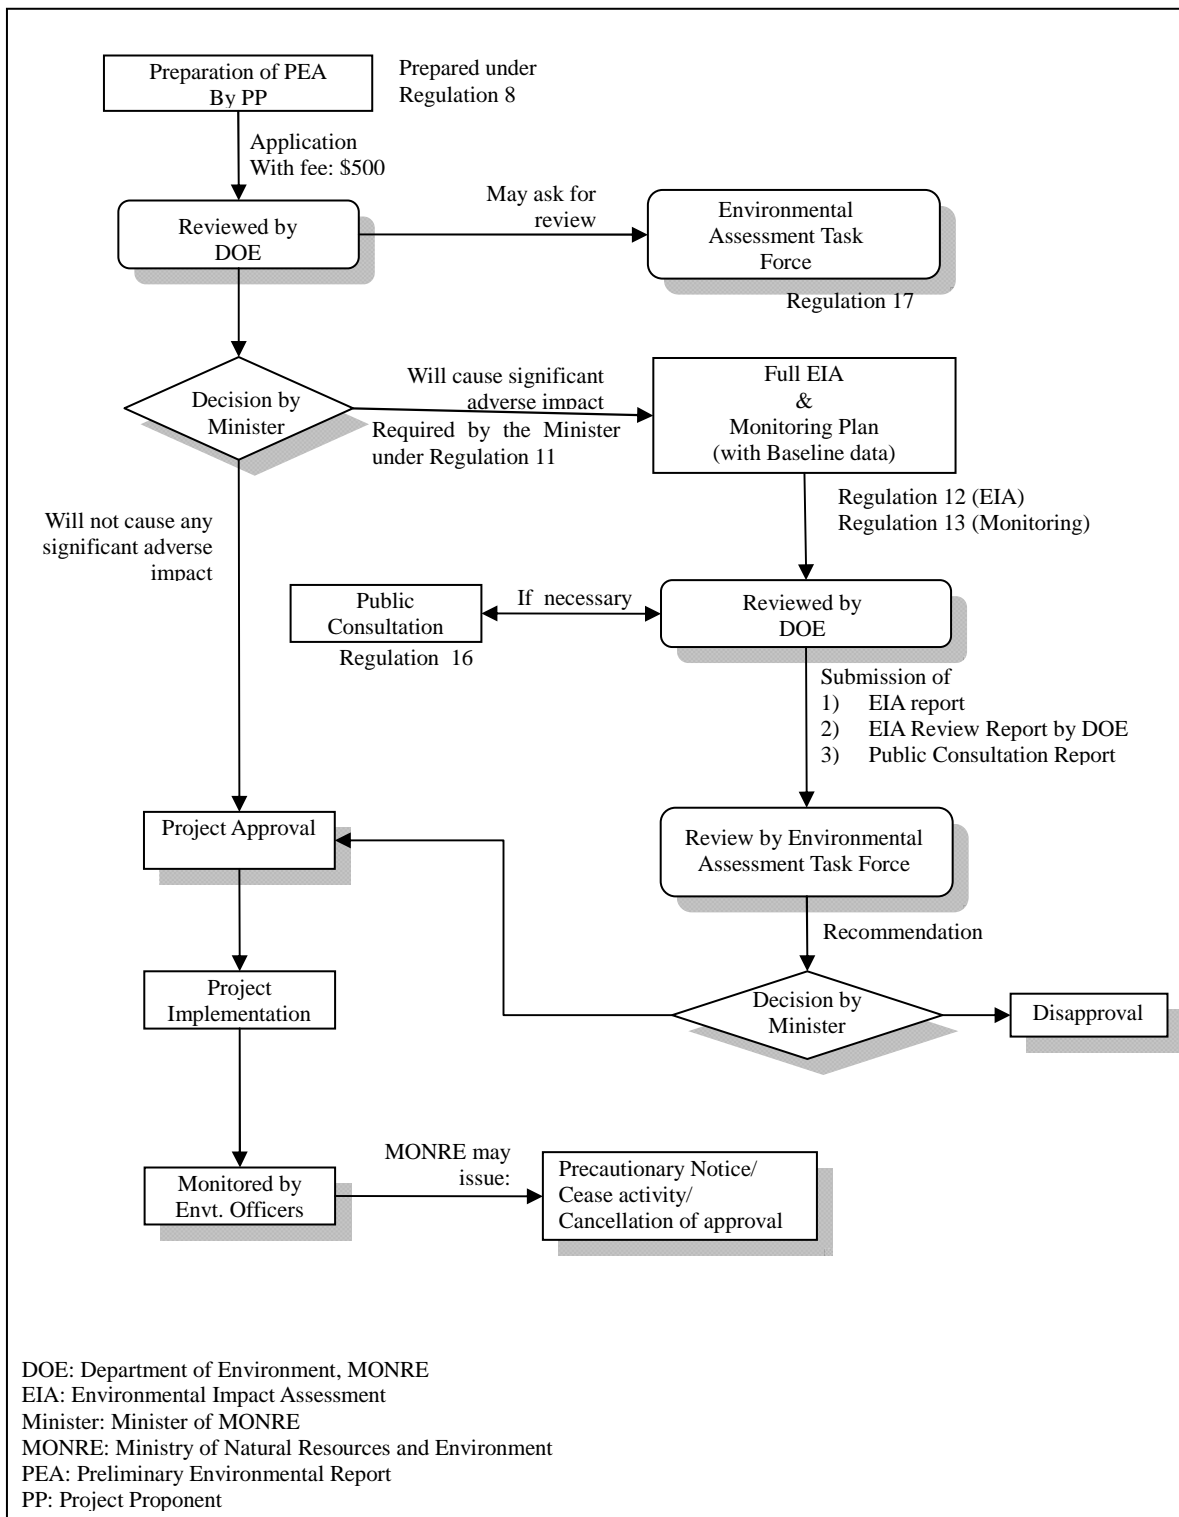 Preparation of PEA
By PP
Prepared under
Regulation 8
Application
With fee: $500
May ask for
review
Reviewed by
DOE
Environmental
Assessment Task
Force
Regulation 17
Decision by
Minister
Will cause significant
adverse impact
Required by the Minister
under Regulation 11
Full EIA
&
Monitoring Plan
(with Baseline data)
Regulation 12 (EIA)
Regulation 13 (Monitoring)
Will not cause any
significant adverse
impact
Public
Consultation
If necessary
Reviewed by
DOE
Regulation 16
Submission of
1) EIA report
2) EIA Review Report by DOE
3) Public Consultation Report
Project Approval
Review by Environmental
Assessment Task Force
Recommendation
Project
Implementation
Decision by
Minister
Disapproval
Monitored by
Envt. Officers
MONRE may
issue:
Precautionary Notice/
Cease activity/
Cancellation of approval
DOE: Department of Environment, MONRE
EIA: Environmental Impact Assessment
Minister: Minister of MONRE
MONRE: Ministry of Natural Resources and Environment
PEA: Preliminary Environmental Report
PP: Project Proponent